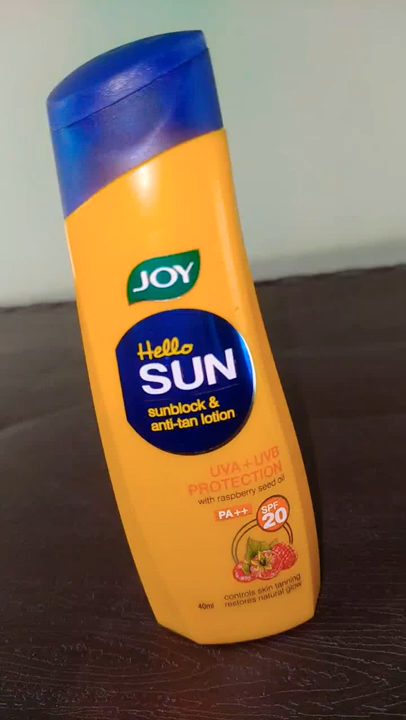 JOY
Hello
SUN
sunblock &
anti-tan lotion
UVA + UVB
PROTECTION
with raspberry seed oil
PA++
SPF
20
40ml
controls skin tanning
restores natural glow